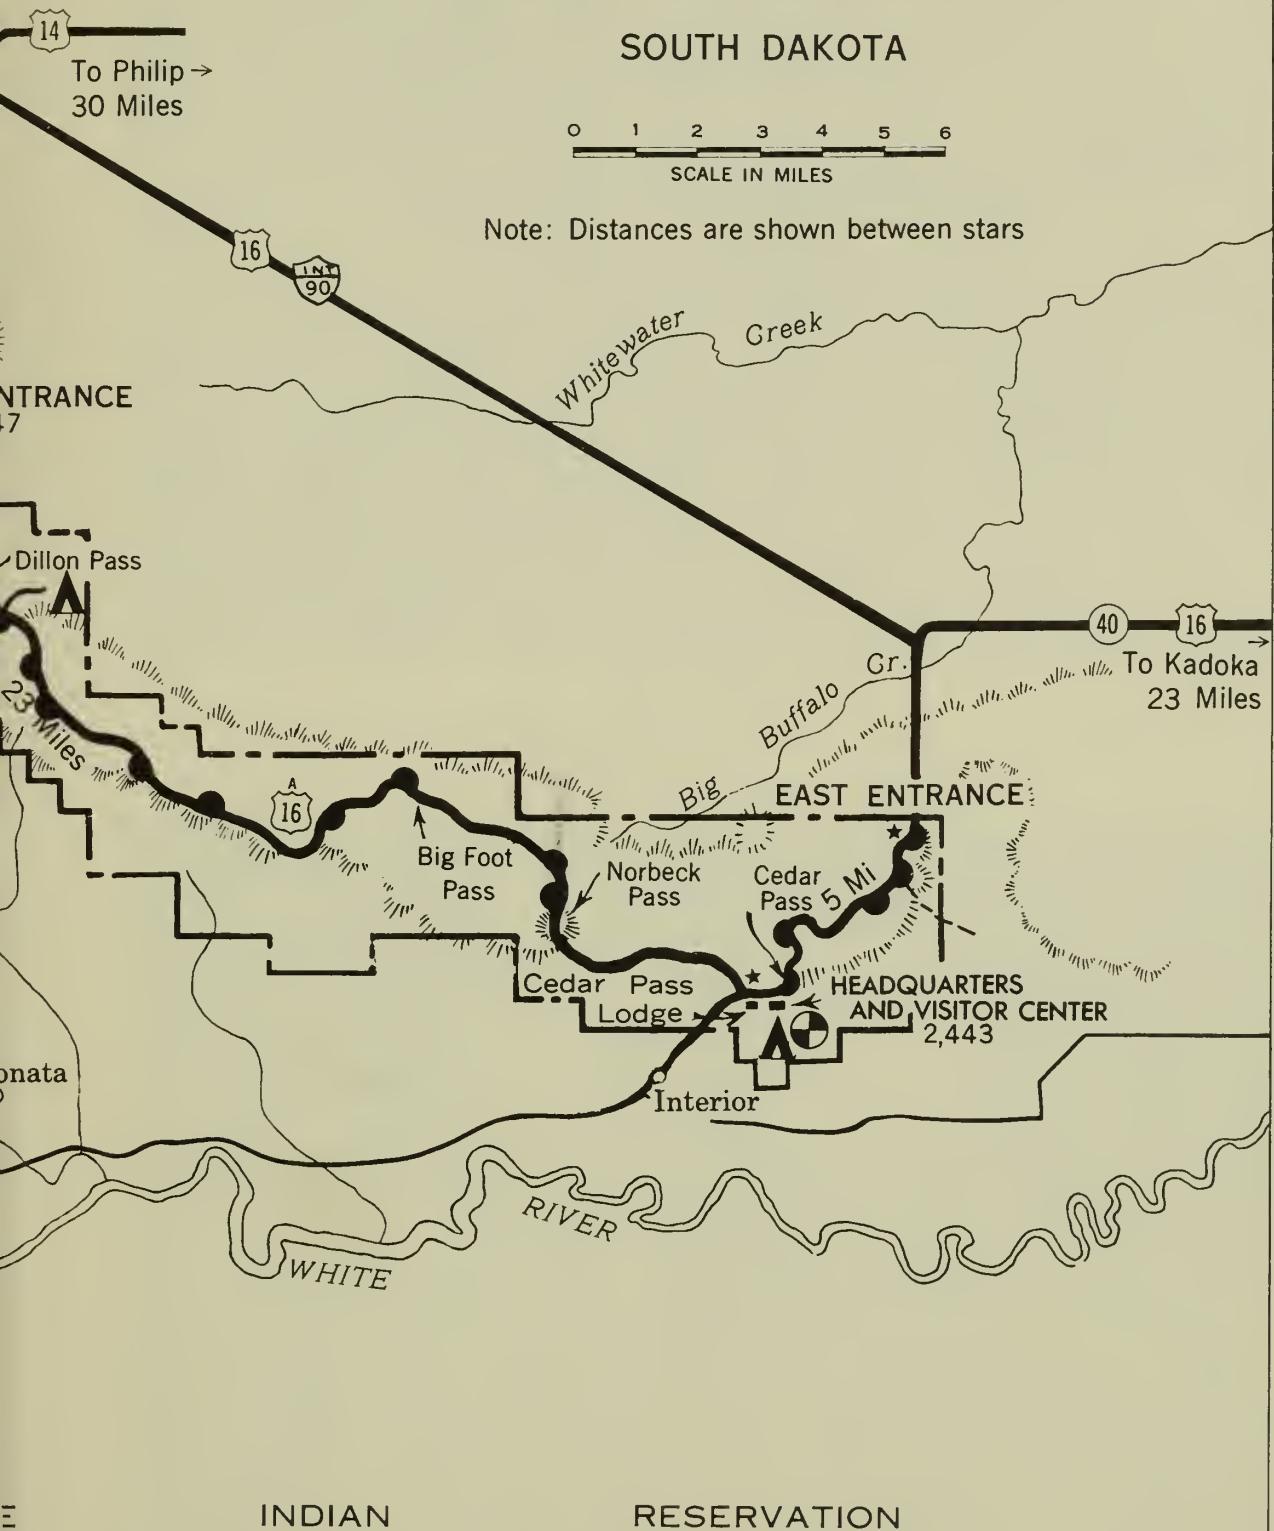 14
To Philip →
30 Miles
SOUTH DAKOTA
0 1 2 3 4 5 6
SCALE IN MILES
Note: Distances are shown between stars
16
INT
90
Whitewater Creek
NTRANCE
47
Dillon Pass
40
16
To Kadoka →
23 Miles
Big Buffalo Cr.
23 Miles
A
16
EAST ENTRANCE
Big Foot
Pass
Norbeck
Pass
Cedar
Pass
5 Mi
Cedar Pass
Lodge
HEADQUARTERS
AND VISITOR CENTER
2,443
onata
Interior
WHITE RIVER
E INDIAN RESERVATION